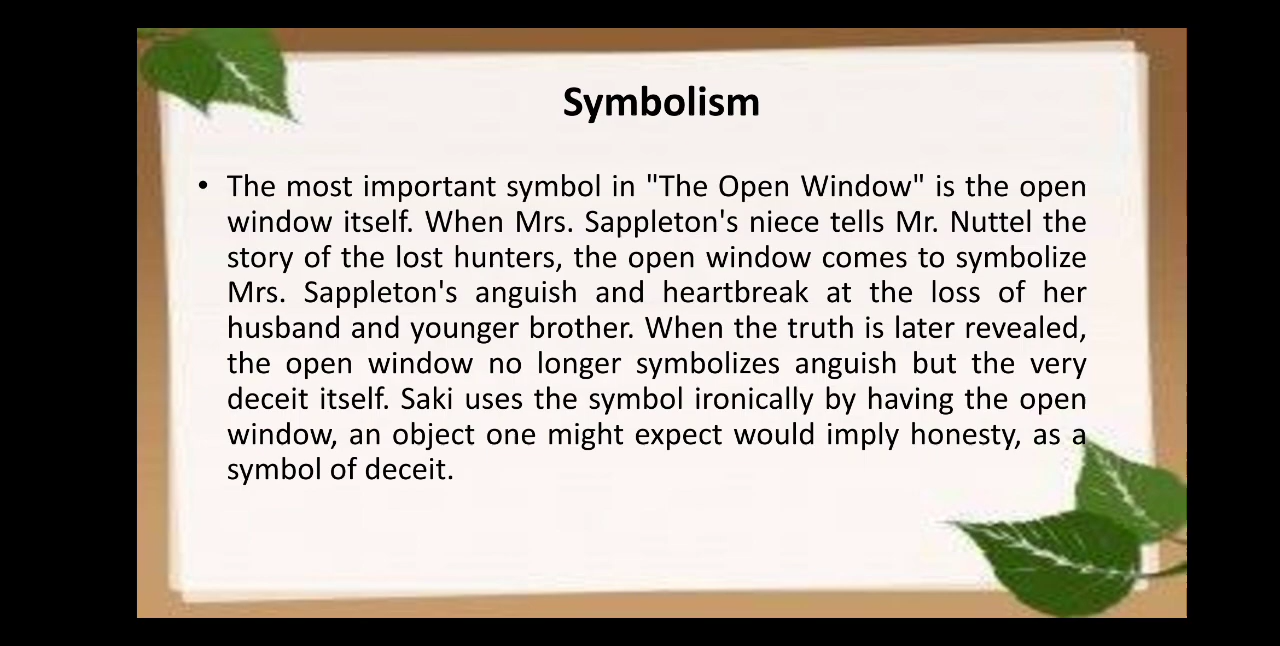 Symbolism
• The most important symbol in "The Open Window" is the open
window itself. When Mrs. Sappleton's niece tells Mr. Nuttel the
story of the lost hunters, the open window comes to symbolize
Mrs. Sappleton's anguish and heartbreak at the loss of her
husband and younger brother. When the truth is later revealed,
the open window no longer symbolizes anguish but the very
deceit itself. Saki uses the symbol ironically by having the open
window, an object one might expect would imply honesty, as a
symbol of deceit.